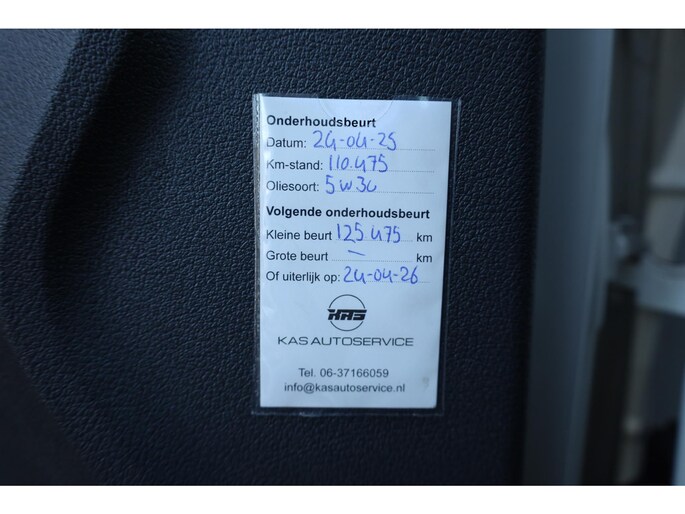 Onderhoudsbeurt
Datum: 24-04-25
Km-stand: 110.475
Oliesoort: 5w30
Volgende onderhoudsbeurt
Kleine beurt 125.475 km
Grote beurt — km
Of uiterlijk op: 24-04-26
KAS
KAS AUTOSERVICE
Tel. 06-37166059
info@kasautoservice.nl